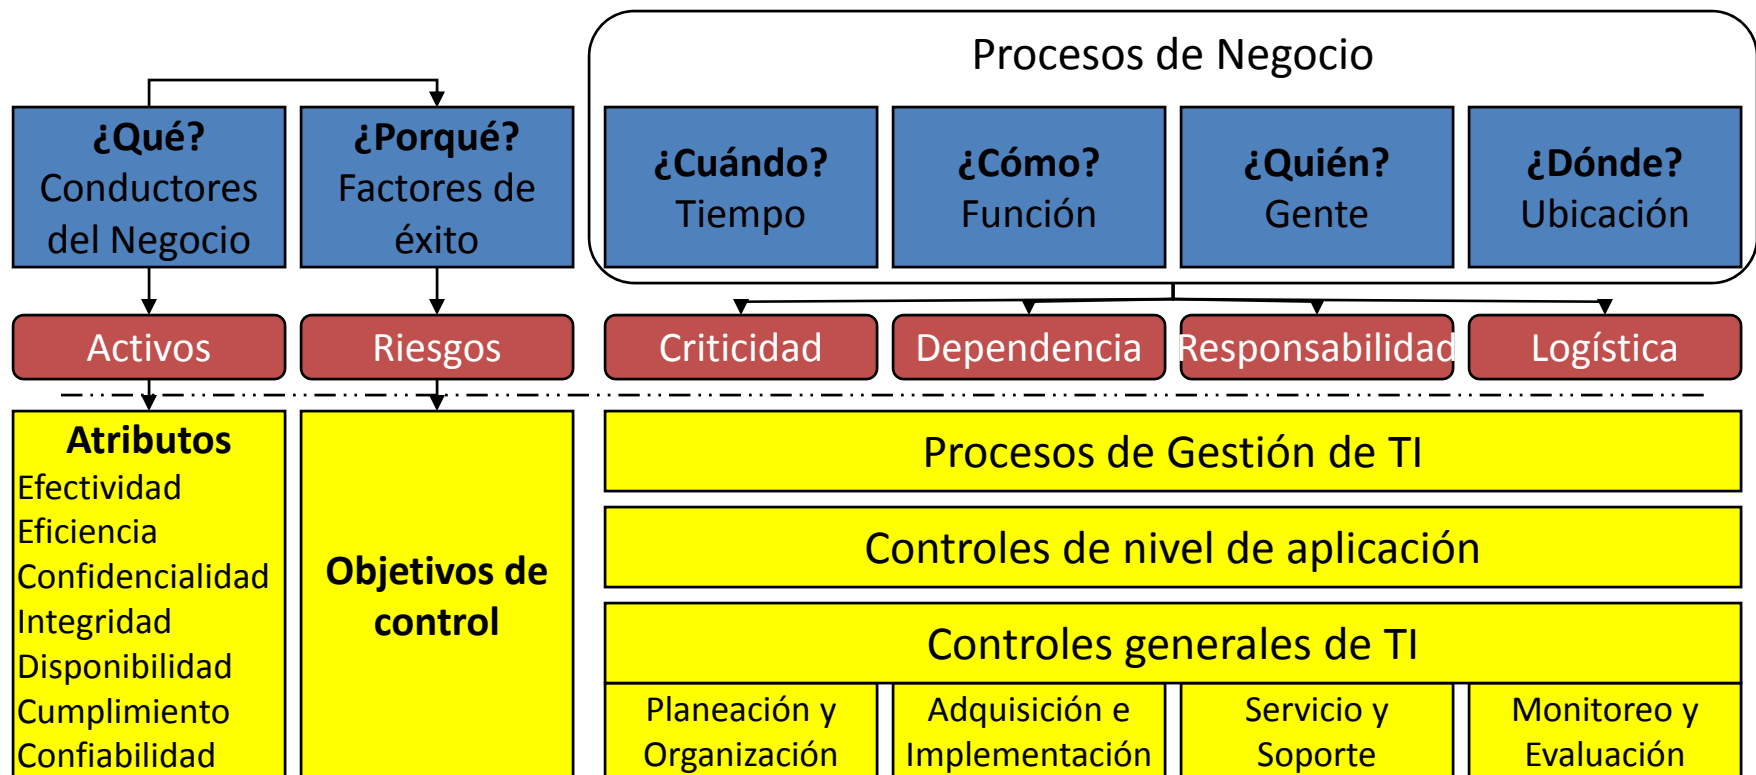 Procesos de Negocio
¿Qué?
Conductores
del Negocio
¿Porqué?
Factores de
éxito
¿Cuándo?
Tiempo
¿Cómo?
Función
¿Quién?
Gente
¿Dónde?
Ubicación
Activos
Riesgos
Criticidad
Dependencia
Responsabilidad
Logística
Atributos
Efectividad
Eficiencia
Confidencialidad
Integridad
Disponibilidad
Cumplimiento
Confiabilidad
Objetivos de
control
Procesos de Gestión de TI
Controles de nivel de aplicación
Controles generales de TI
Planeación y
Organización
Adquisición e
Implementación
Servicio y
Soporte
Monitoreo y
Evaluación